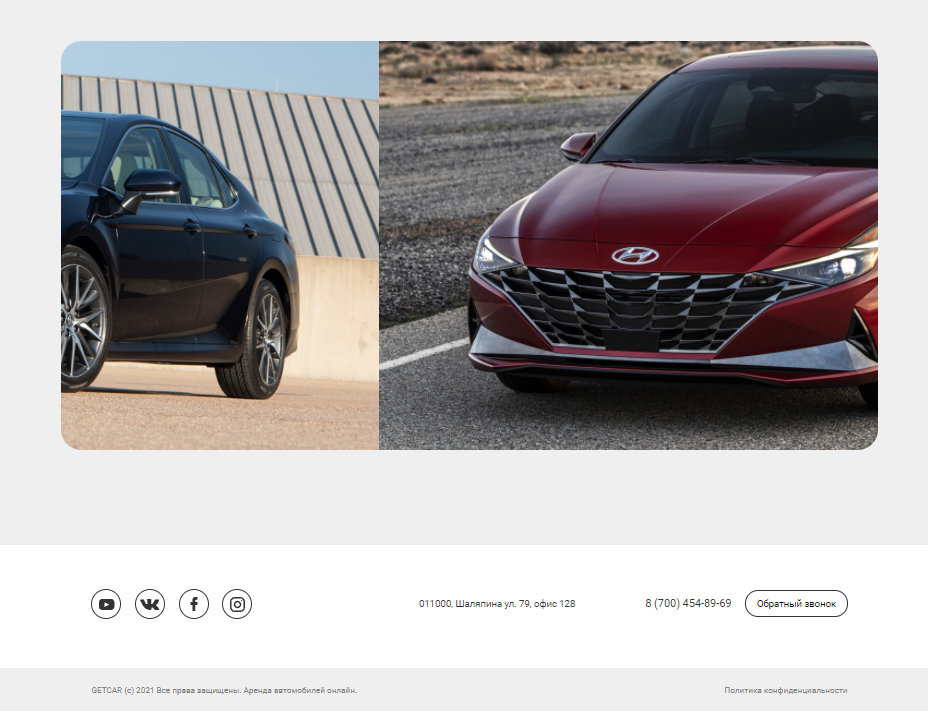 011000, Шаляпина ул. 79, офис 128
8 (700) 454-89-69
Обратный звонок
GETCAR (c) 2021 Все права защищены. Аренда автомобилей онлайн.
Политика конфиденциальности